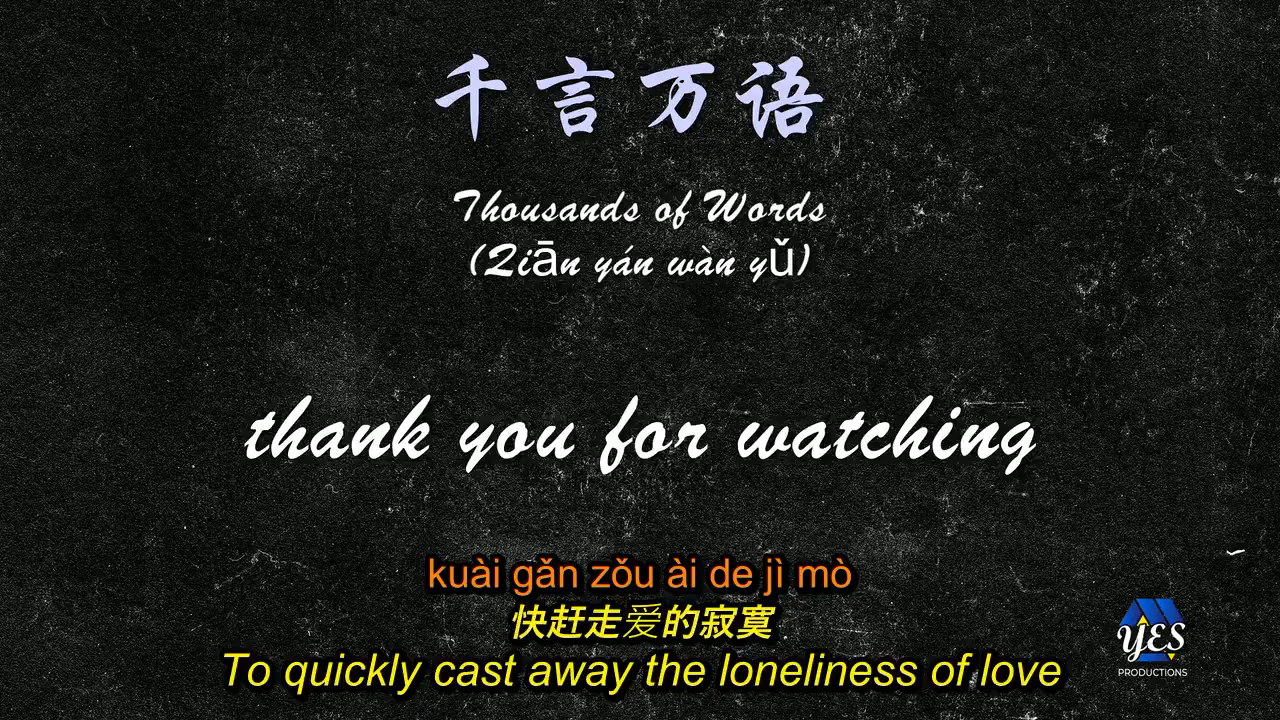 千言万语
Thousands of Words
(Qiān yán wàn yǔ)
thank you for watching
kuài gǎn zǒu ài de jì mò
快赶走爱的寂寞
To quickly cast away the loneliness of love
YES
PRODUCTIONS